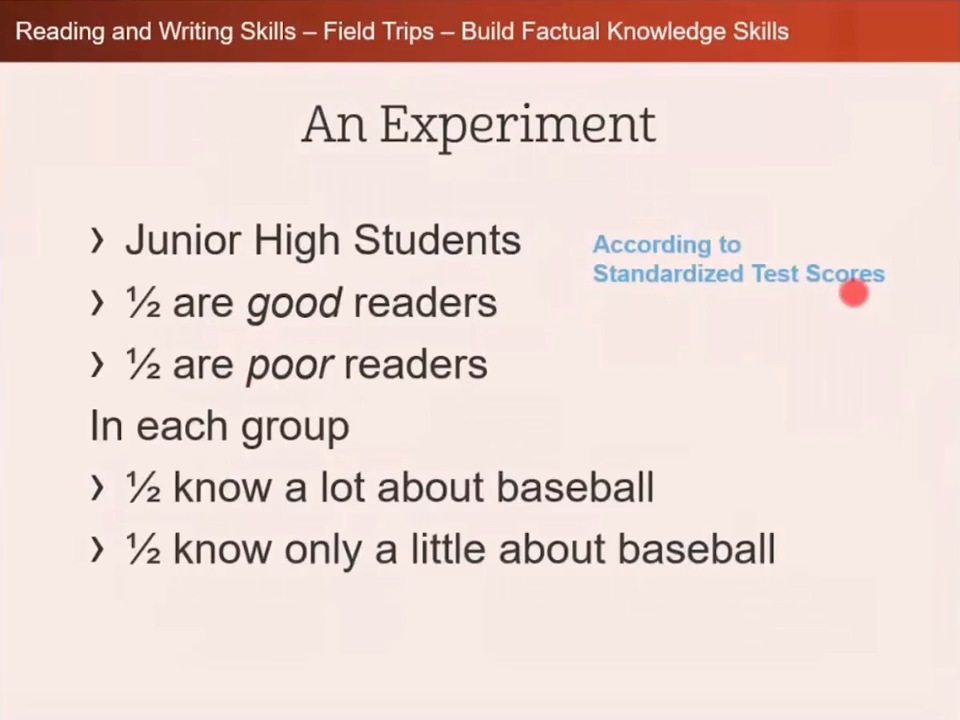 Reading and Writing Skills – Field Trips – Build Factual Knowledge Skills
An Experiment
› Junior High Students
› ½ are good readers
› ½ are poor readers
In each group
› ½ know a lot about baseball
› ½ know only a little about baseball
According to
Standardized Test Scores